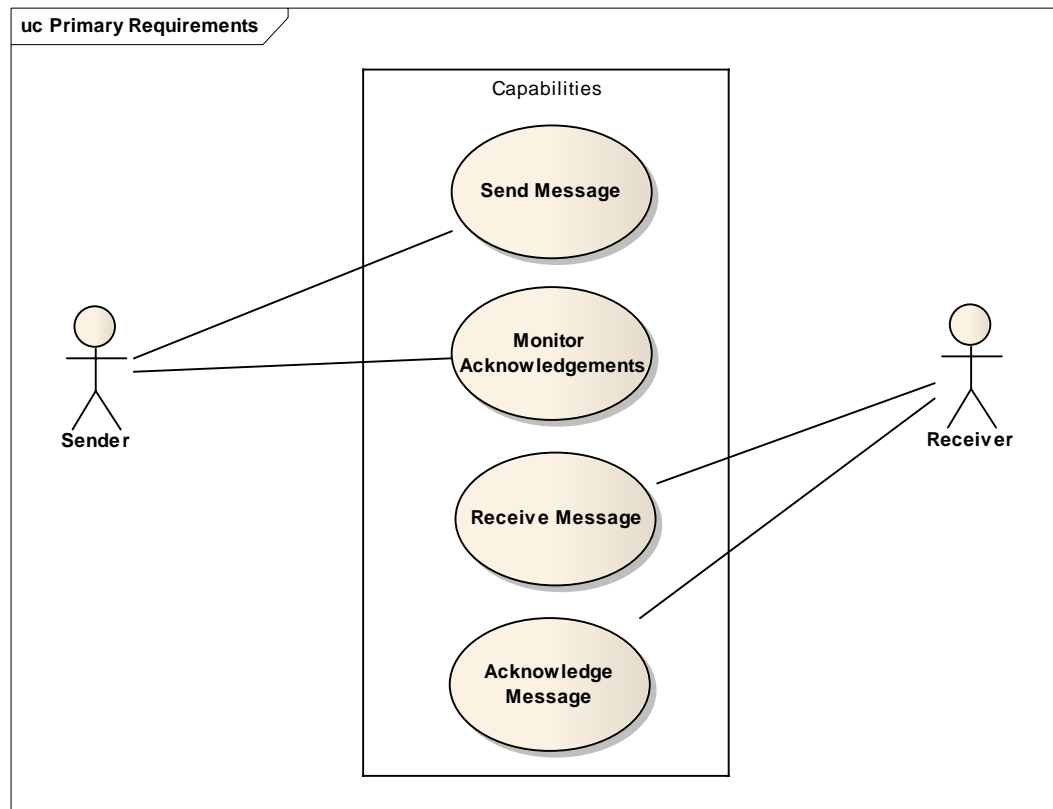 uc Primary Requirements
Capabilities
Send Message
Monitor
Acknowledgements
Sender
Receiver
Receive Message
Acknowledge
Message